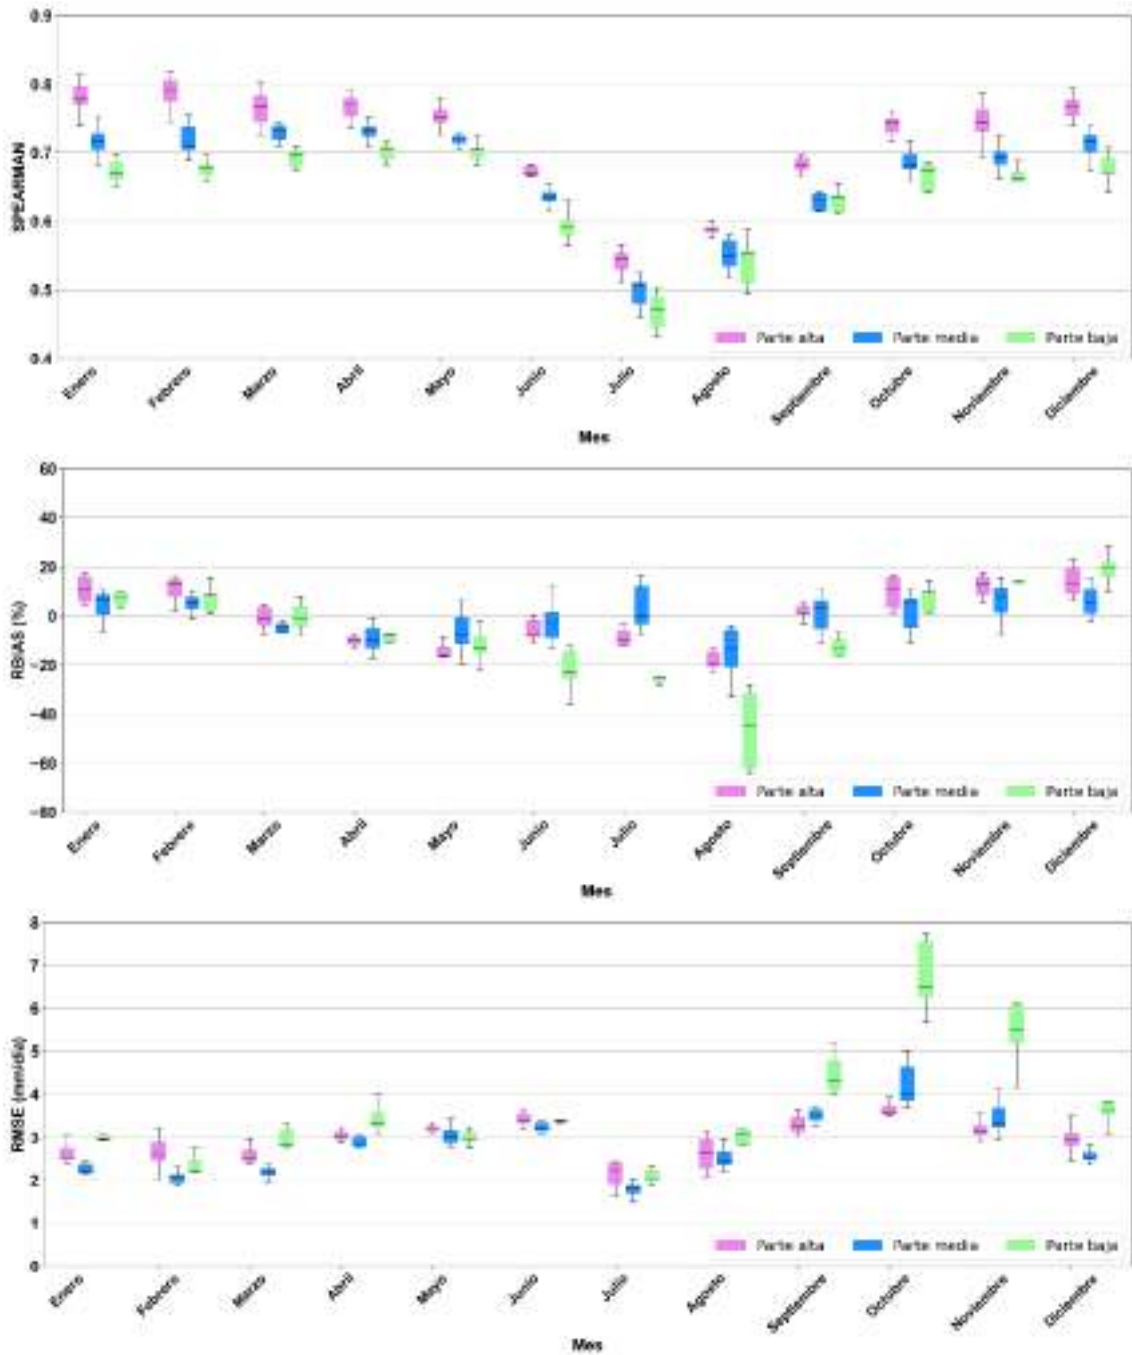 SPEARMAN
0.9
0.8
0.7
0.6
0.5
0.4
Parte alta Parte media Parte baja
Enero Febrero Marzo Abril Mayo Junio Julio Agosto Septiembre Octubre Noviembre Diciembre
Mes
RBIAS (%)
60
40
20
0
−20
−40
−60
−80
Parte alta Parte media Parte baja
Enero Febrero Marzo Abril Mayo Junio Julio Agosto Septiembre Octubre Noviembre Diciembre
Mes
RMSE (mm/dia)
8
7
6
5
4
3
2
1
0
Parte alta Parte media Parte baja
Enero Febrero Marzo Abril Mayo Junio Julio Agosto Septiembre Octubre Noviembre Diciembre
Mes